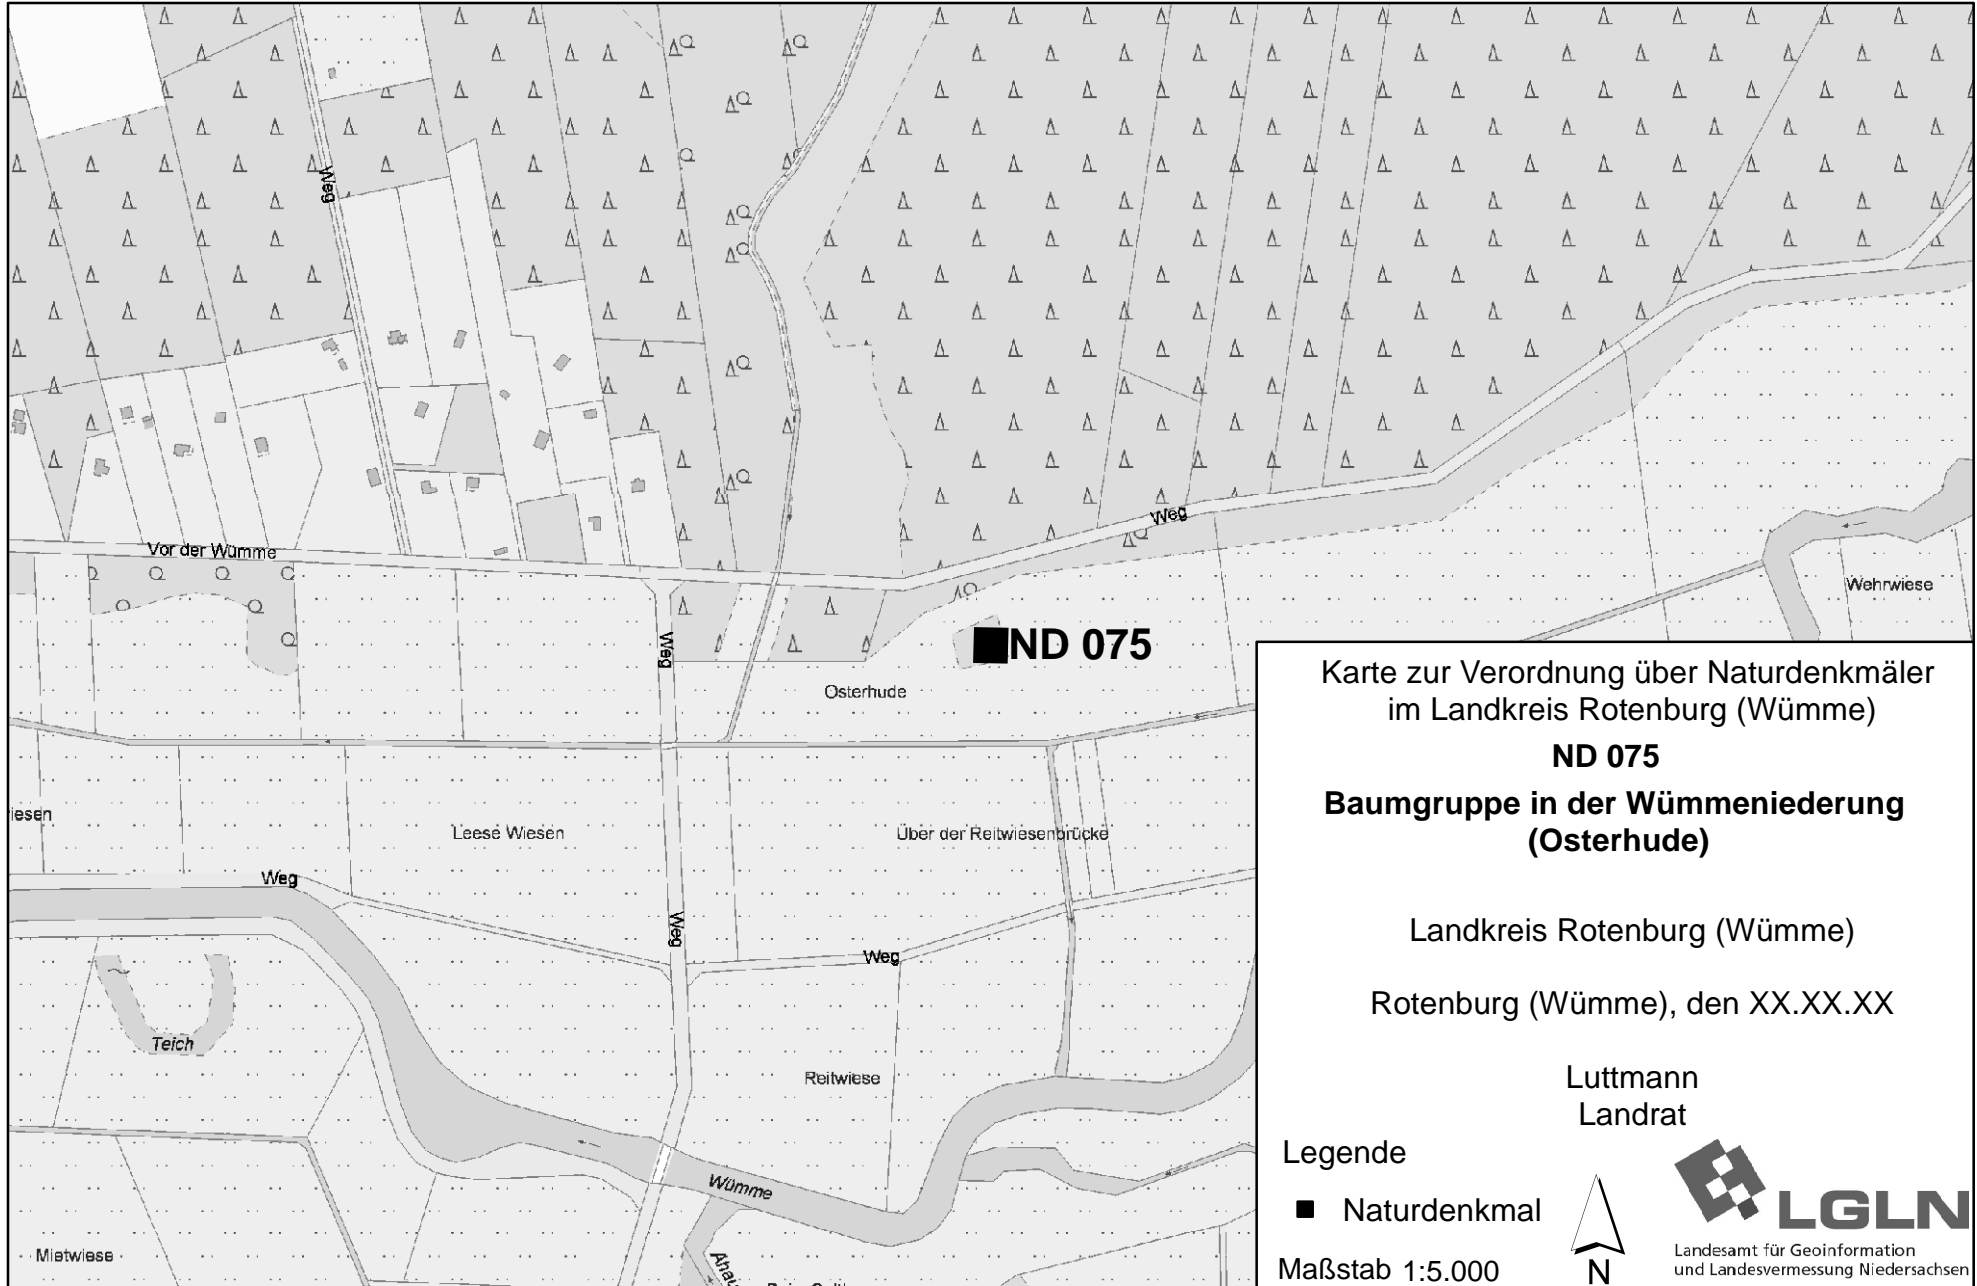 Weg
Vor der Wümme
Weg
Wehrwiese
Weg
ND 075
Osterhude
Leese Wiesen
Über der Reitwiesenbrücke
Weg
Weg
Weg
Teich
Reitwiese
Wümme
Mietwiese
Karte zur Verordnung über Naturdenkmäler
im Landkreis Rotenburg (Wümme)
ND 075
Baumgruppe in der Wümmeniederung
(Osterhude)
Landkreis Rotenburg (Wümme)
Rotenburg (Wümme), den XX.XX.XX
Luttmann
Landrat
Legende
Naturdenkmal
Maßstab 1:5.000
N
LGLN
Landesamt für Geoinformation
und Landesvermessung Niedersachsen